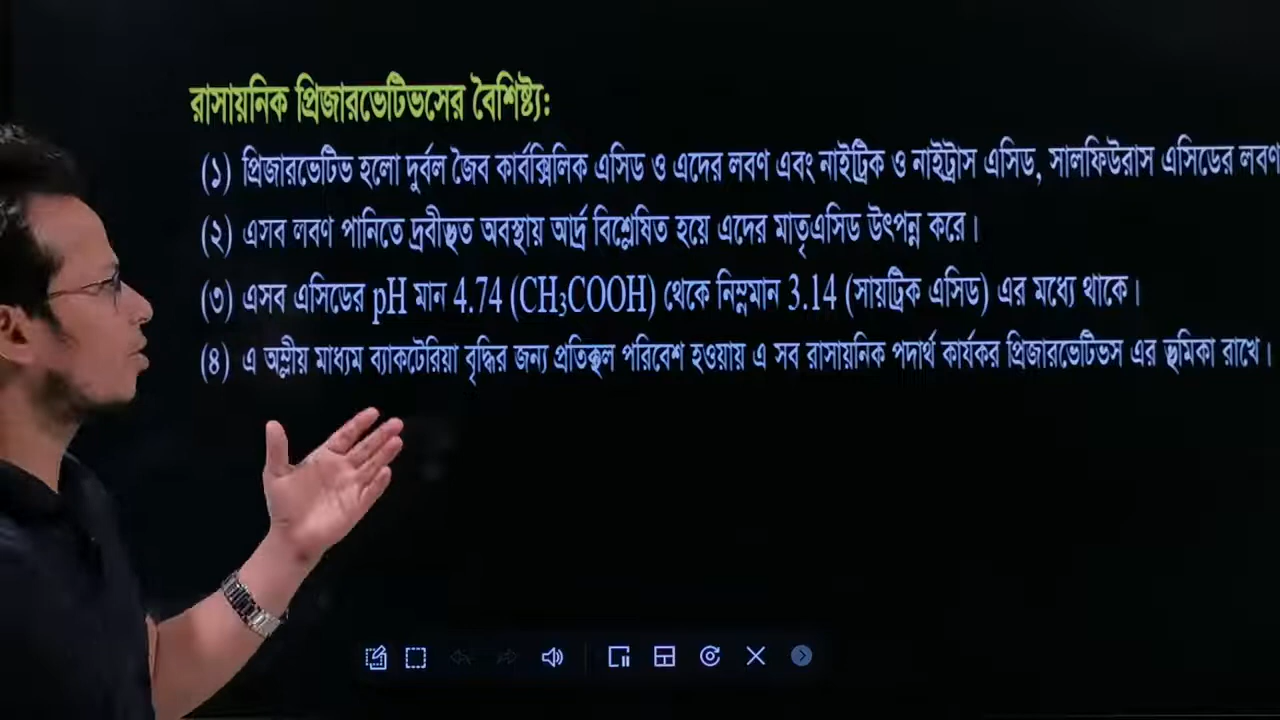 রাসায়নিক প্রিজারভেটিভসের বৈশিষ্ট্য:
(১) প্রিজারভেটিভ হলো দুর্বল জৈব কার্বক্সিলিক এসিড ও এদের লবণ এবং নাইট্রিক ও নাইট্রাস এসিড, সালফিউরাস এসিডের লবণ
(২) এসব লবণ পানিতে দ্রবীভূত অবস্থায় আর্দ্র বিশ্লেষিত হয়ে এদের মাতৃএসিড উৎপন্ন করে।
(৩) এসব এসিডের pH মান 4.74 (CH₃COOH) থেকে নিম্নমান 3.14 (সায়ট্রিক এসিড) এর মধ্যে থাকে।
(৪) এ অম্লীয় মাধ্যম ব্যাকটেরিয়া বৃদ্ধির জন্য প্রতিকূল পরিবেশ হওয়ায় এ সব রাসায়নিক পদার্থ কার্যকর প্রিজারভেটিভস এর ভূমিকা রাখে।